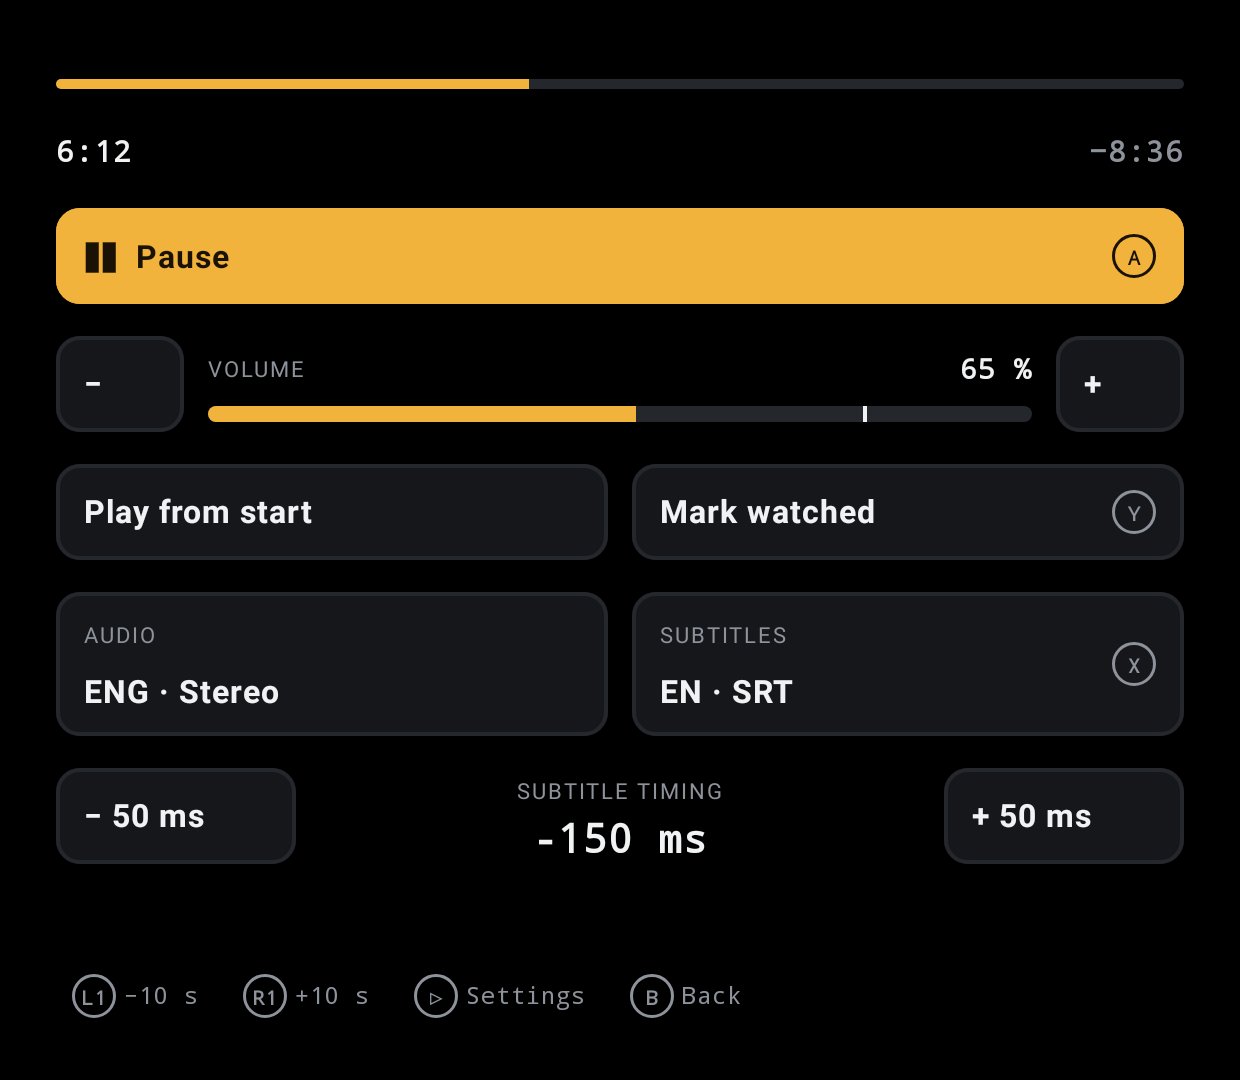 6:12
−8:36
Pause
A
−
VOLUME
65 %
+
Play from start
Mark watched
Y
AUDIO
ENG · Stereo
SUBTITLES
EN · SRT
X
− 50 ms
SUBTITLE TIMING
-150 ms
+ 50 ms
L1 −10 s
R1 +10 s
▷ Settings
B Back